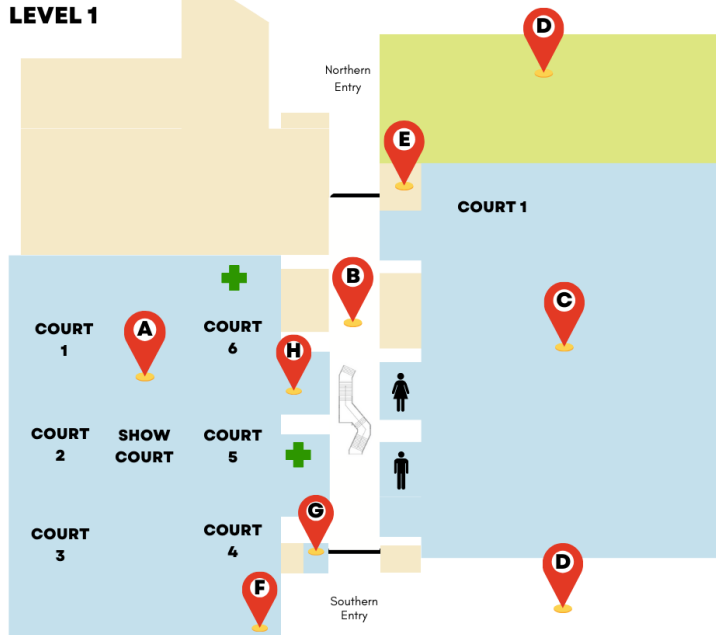 LEVEL 1
D
Northern
Entry
E
COURT 1
B
C
A
COURT
1
COURT
6
H
COURT
2
SHOW
COURT
COURT
5
G
COURT
3
COURT
4
D
F
Southern
Entry